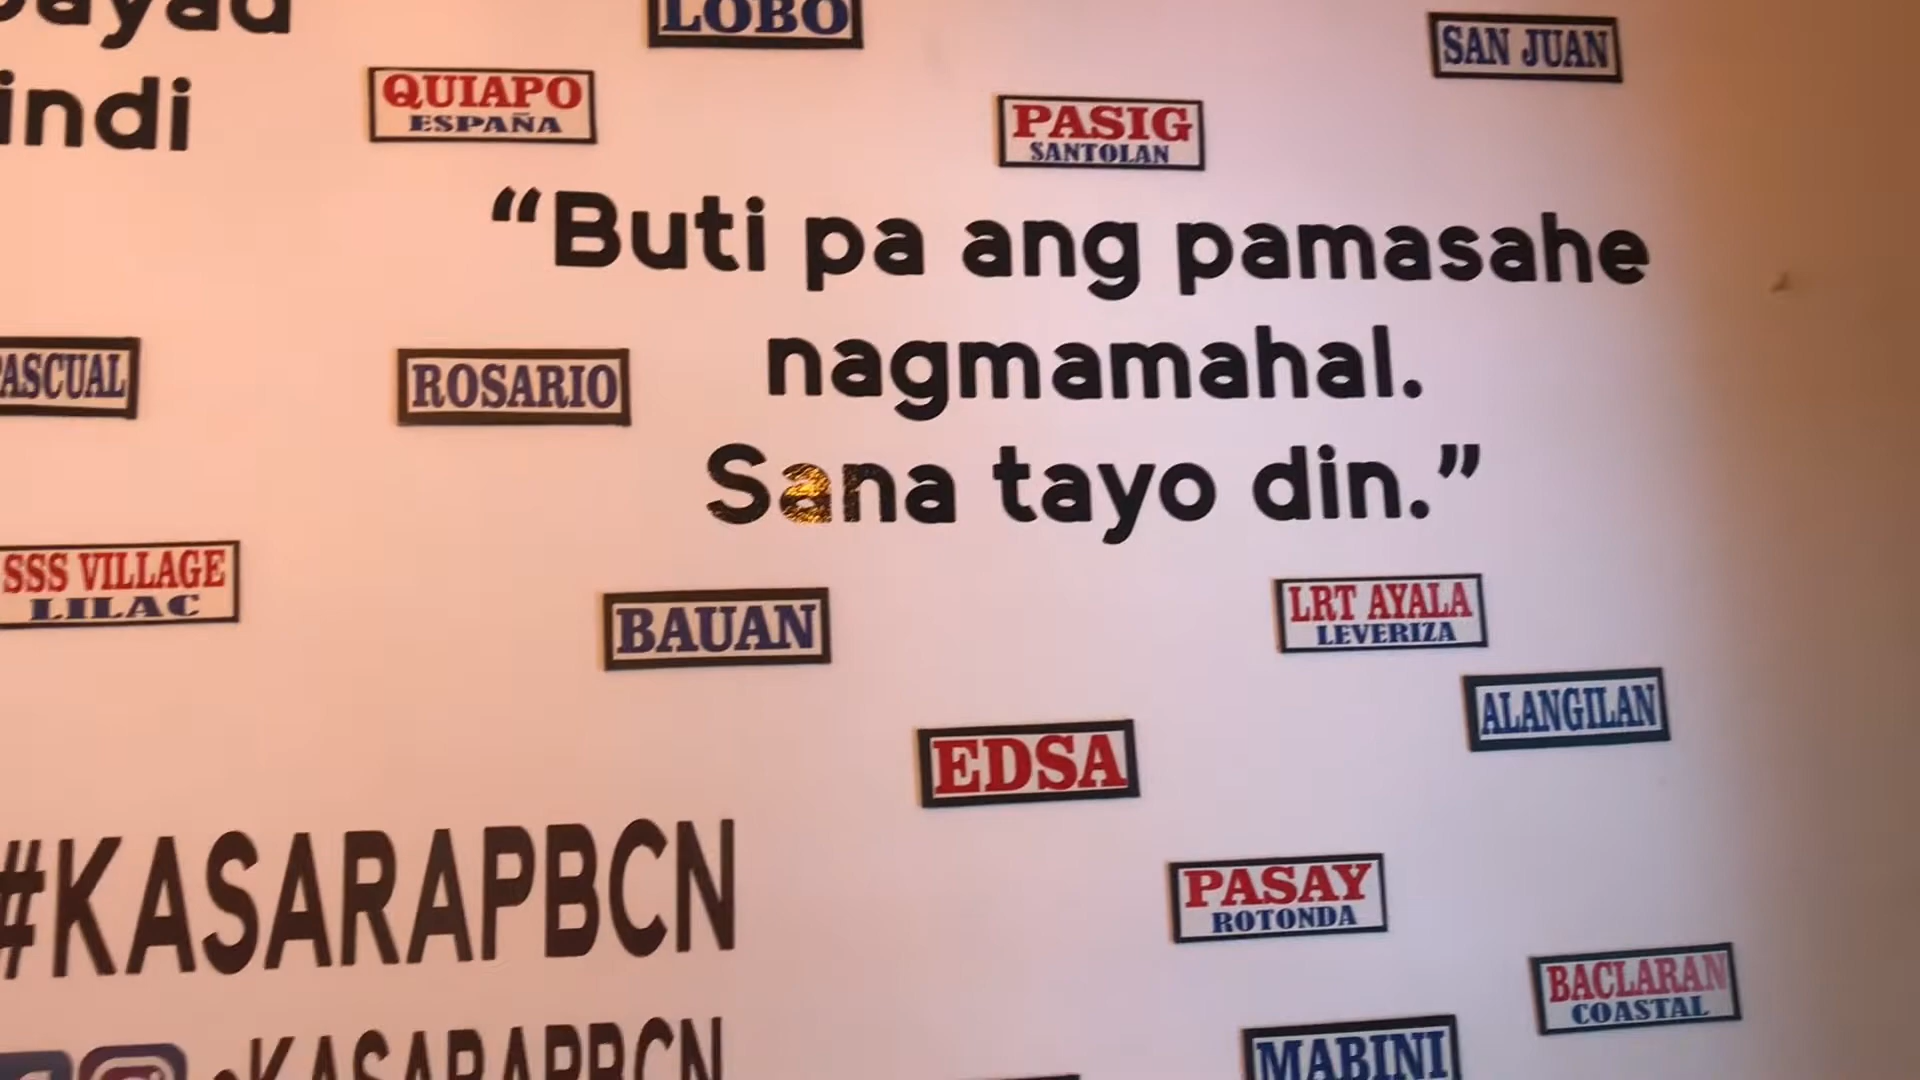 LOBO
SAN JUAN
indi
QUIAPO
ESPAÑA
PASIG
SANTOLAN
“Buti pa ang pamasahe
nagmamahal.
Sana tayo din.”
ROSARIO
SSS VILLAGE
LILAC
BAUAN
LRT AYALA
LEVERIZA
ALANGILAN
EDSA
#KASARAPBCN
PASAY
ROTONDA
BACLARAN
COASTAL
MABINI
KASARAPBCN